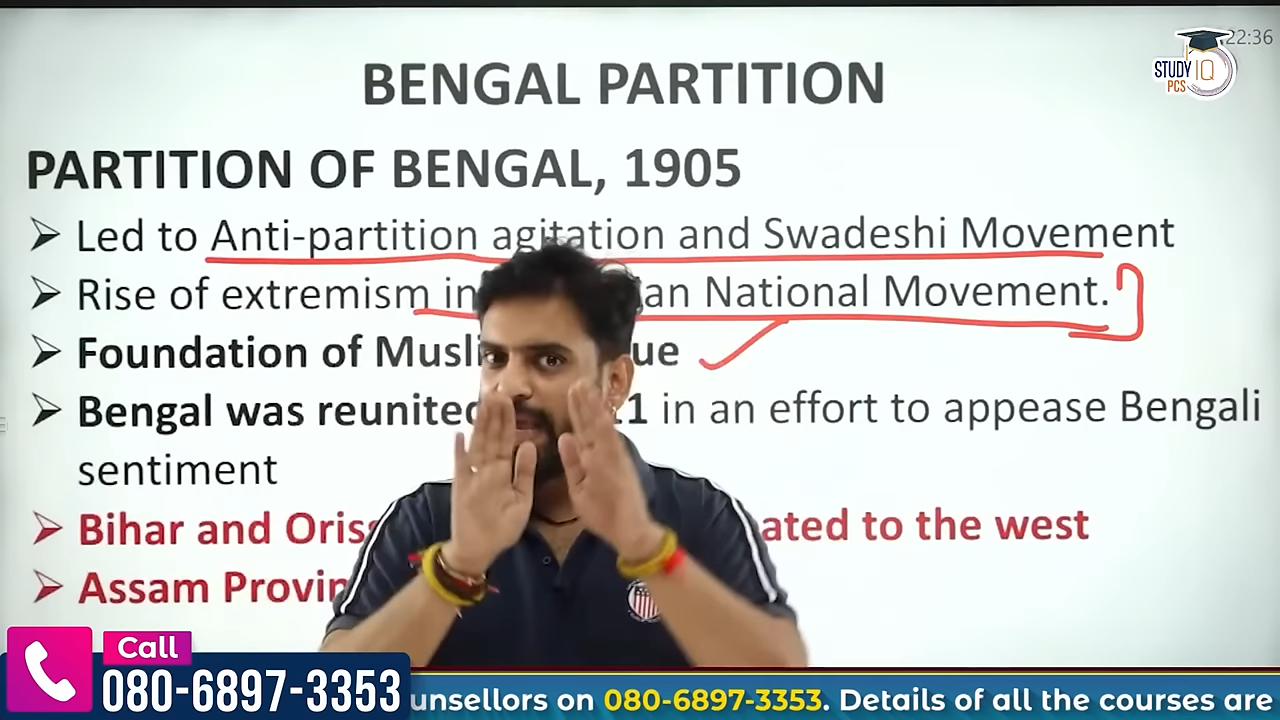 22:36
STUDY IQ
PCS
BENGAL PARTITION
PARTITION OF BENGAL, 1905
➢ Led to Anti-partition agitation and Swadeshi Movement
➢ Rise of extremism in an National Movement.
➢ Foundation of Musli ue
➢ Bengal was reunited 11 in an effort to appease Bengali
sentiment
➢ Bihar and Oris ated to the west
➢ Assam Provin
Call
080-6897-3353
unsellors on 080-6897-3353. Details of all the courses are